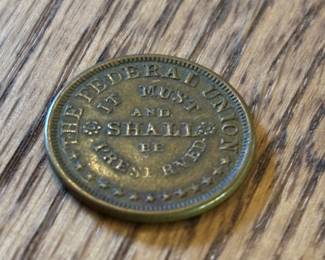 THE FEDERAL UNION
IT MUST
AND
SHALL
BE
PRESERVED